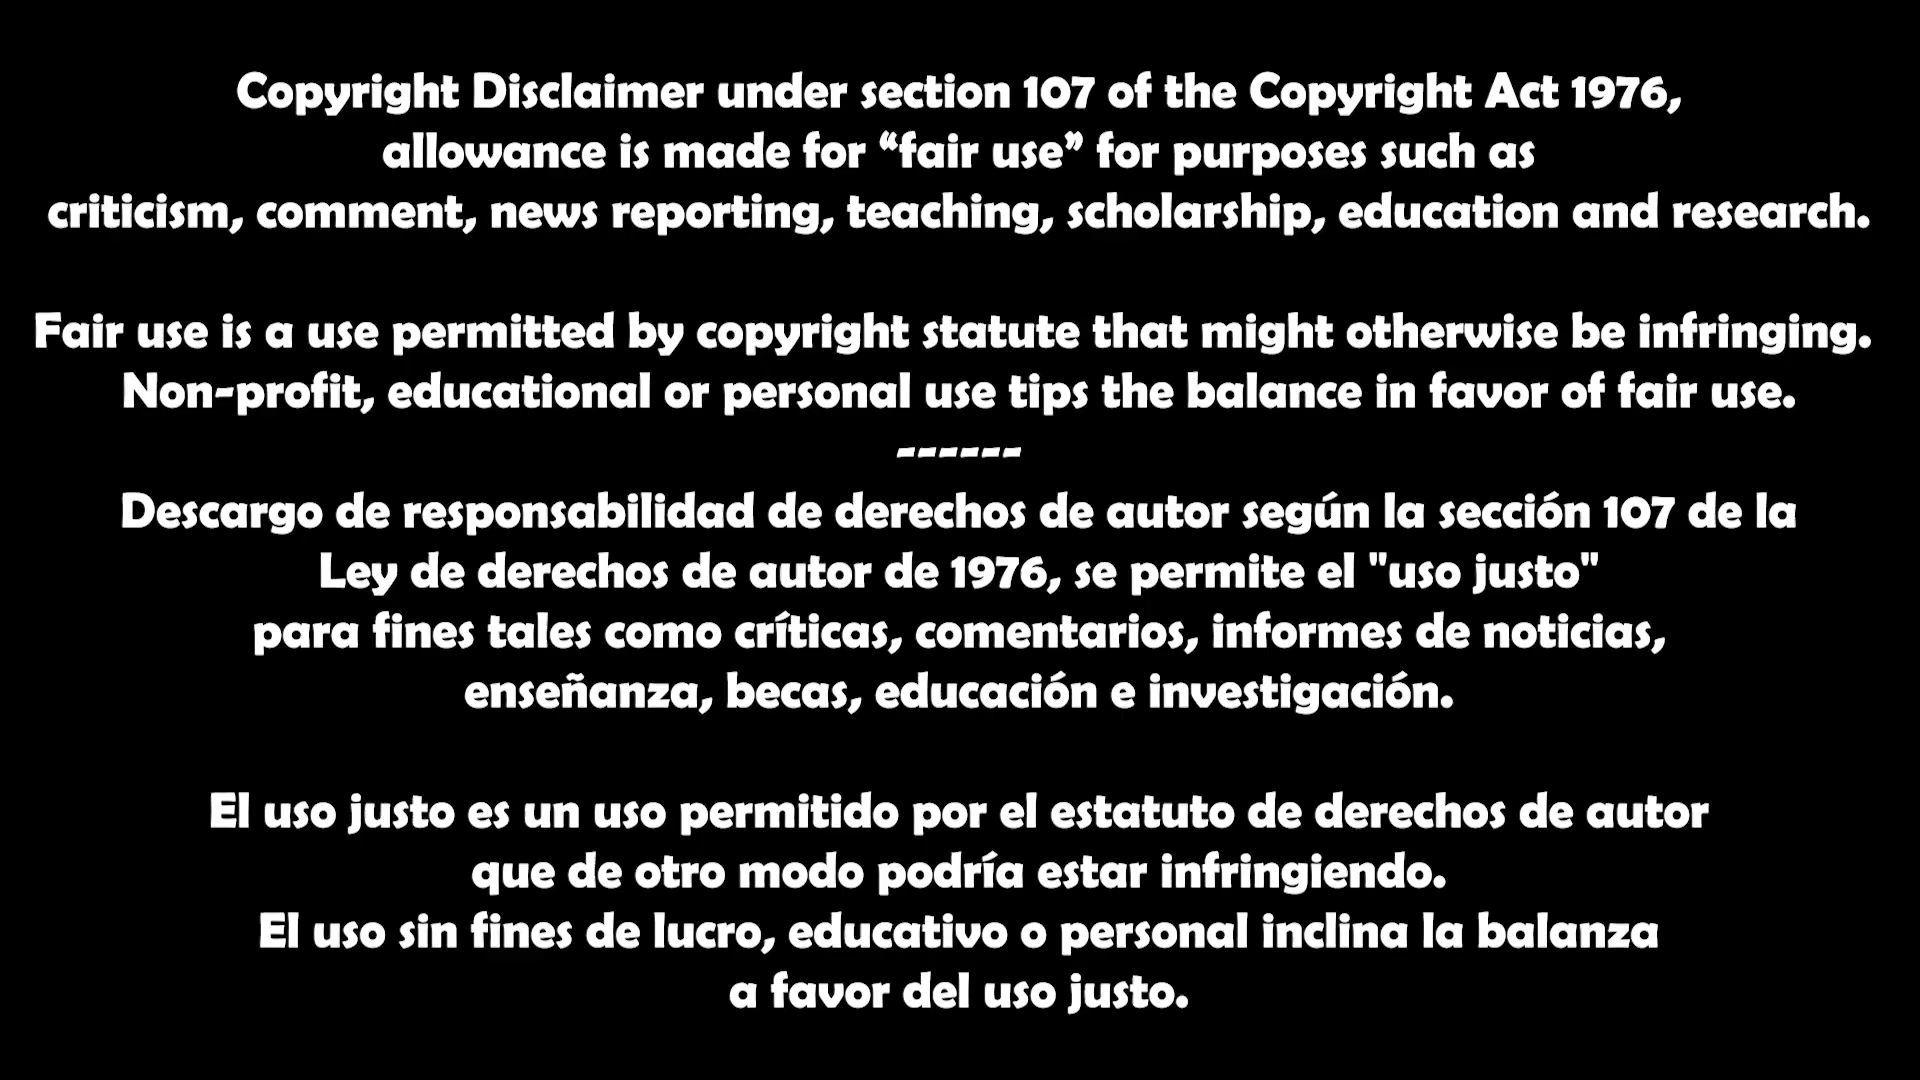 Copyright Disclaimer under section 107 of the Copyright Act 1976,
allowance is made for “fair use” for purposes such as
criticism, comment, news reporting, teaching, scholarship, education and research.
Fair use is a use permitted by copyright statute that might otherwise be infringing.
Non-profit, educational or personal use tips the balance in favor of fair use.
------
Descargo de responsabilidad de derechos de autor según la sección 107 de la
Ley de derechos de autor de 1976, se permite el "uso justo"
para fines tales como críticas, comentarios, informes de noticias,
enseñanza, becas, educación e investigación.
El uso justo es un uso permitido por el estatuto de derechos de autor
que de otro modo podría estar infringiendo.
El uso sin fines de lucro, educativo o personal inclina la balanza
a favor del uso justo.